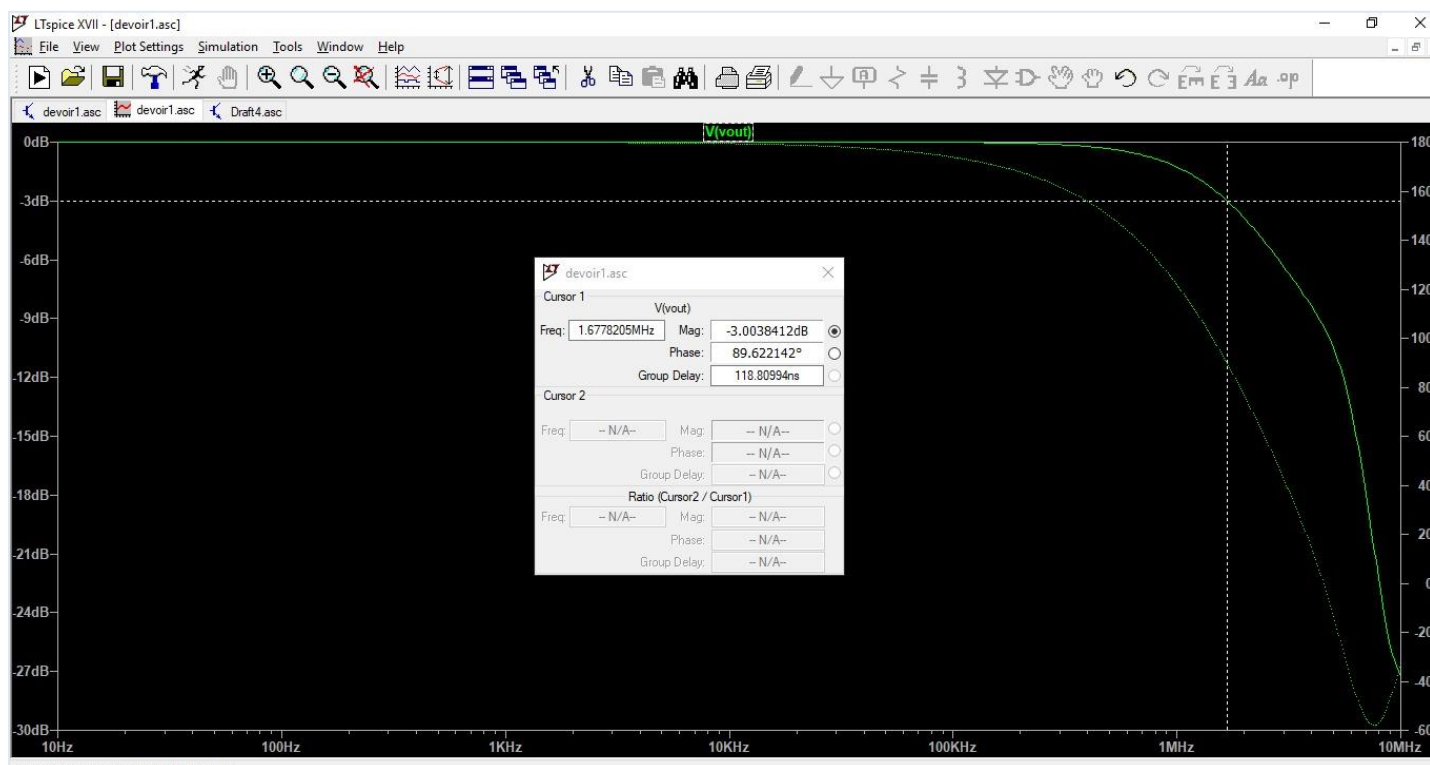 LTspice XVII - [devoir1.asc]
File View Plot Settings Simulation Tools Window Help
devoir1.asc devoir1.asc Draft4.asc
V(vout)
0dB
-3dB
-6dB
-9dB
-12dB
-15dB
-18dB
-21dB
-24dB
-27dB
-30dB
180
160
140
120
100
80
60
40
20
0
-20
-40
-60
devoir1.asc
Cursor 1
V(vout)
Freq: 1.6778205MHz Mag: -3.0038412dB
Phase: 89.622142°
Group Delay: 118.80994ns
Cursor 2
Freq: -- N/A-- Mag: -- N/A--
Phase: -- N/A--
Group Delay: -- N/A--
Ratio (Cursor2 / Cursor1)
Freq: -- N/A-- Mag: -- N/A--
Phase: -- N/A--
Group Delay: -- N/A--
10Hz 100Hz 1KHz 10KHz 100KHz 1MHz 10MHz